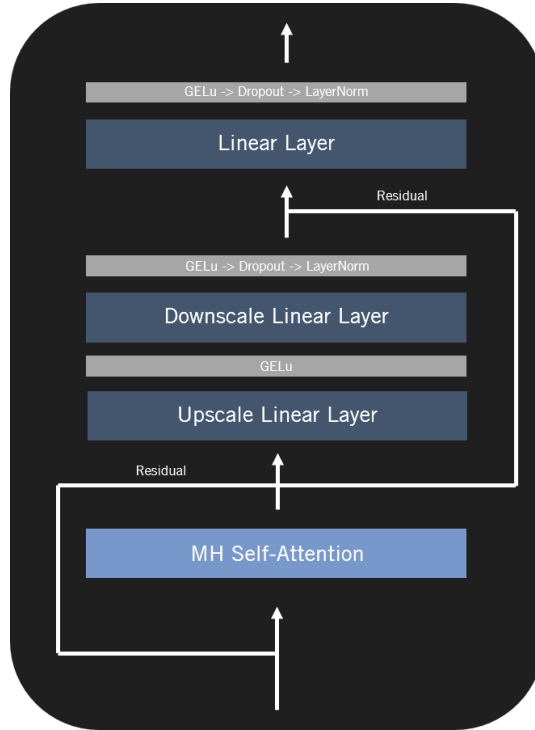 GELu -> Dropout -> LayerNorm
Linear Layer
Residual
GELu -> Dropout -> LayerNorm
Downscale Linear Layer
GELu
Upscale Linear Layer
Residual
MH Self-Attention